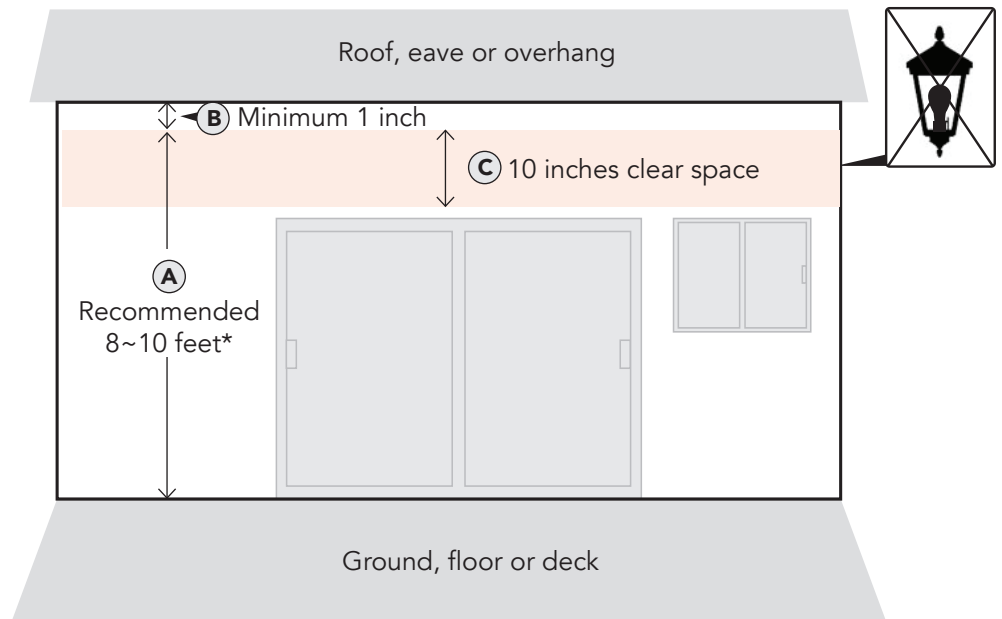 Roof, eave or overhang
B Minimum 1 inch
C 10 inches clear space
A
Recommended
8~10 feet*
Ground, floor or deck